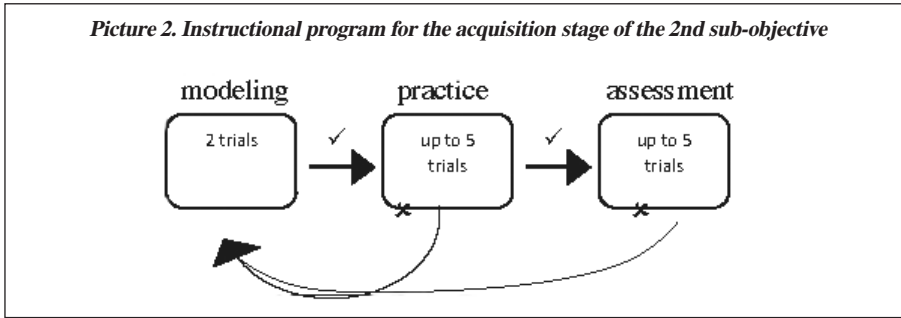 Picture 2. Instructional program for the acquisition stage of the 2nd sub-objective
modeling
practice
assessment
2 trials
✓
up to 5
trials
✓
up to 5
trials
x
x